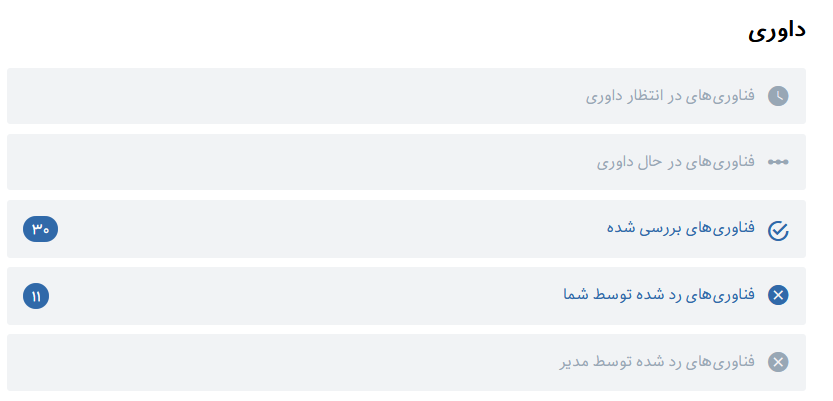 داوری
فناوری‌های در انتظار داوری
فناوری‌های در حال داوری
فناوری‌های بررسی شده
۳۰
فناوری‌های رد شده توسط شما
۱۱
فناوری‌های رد شده توسط مدیر